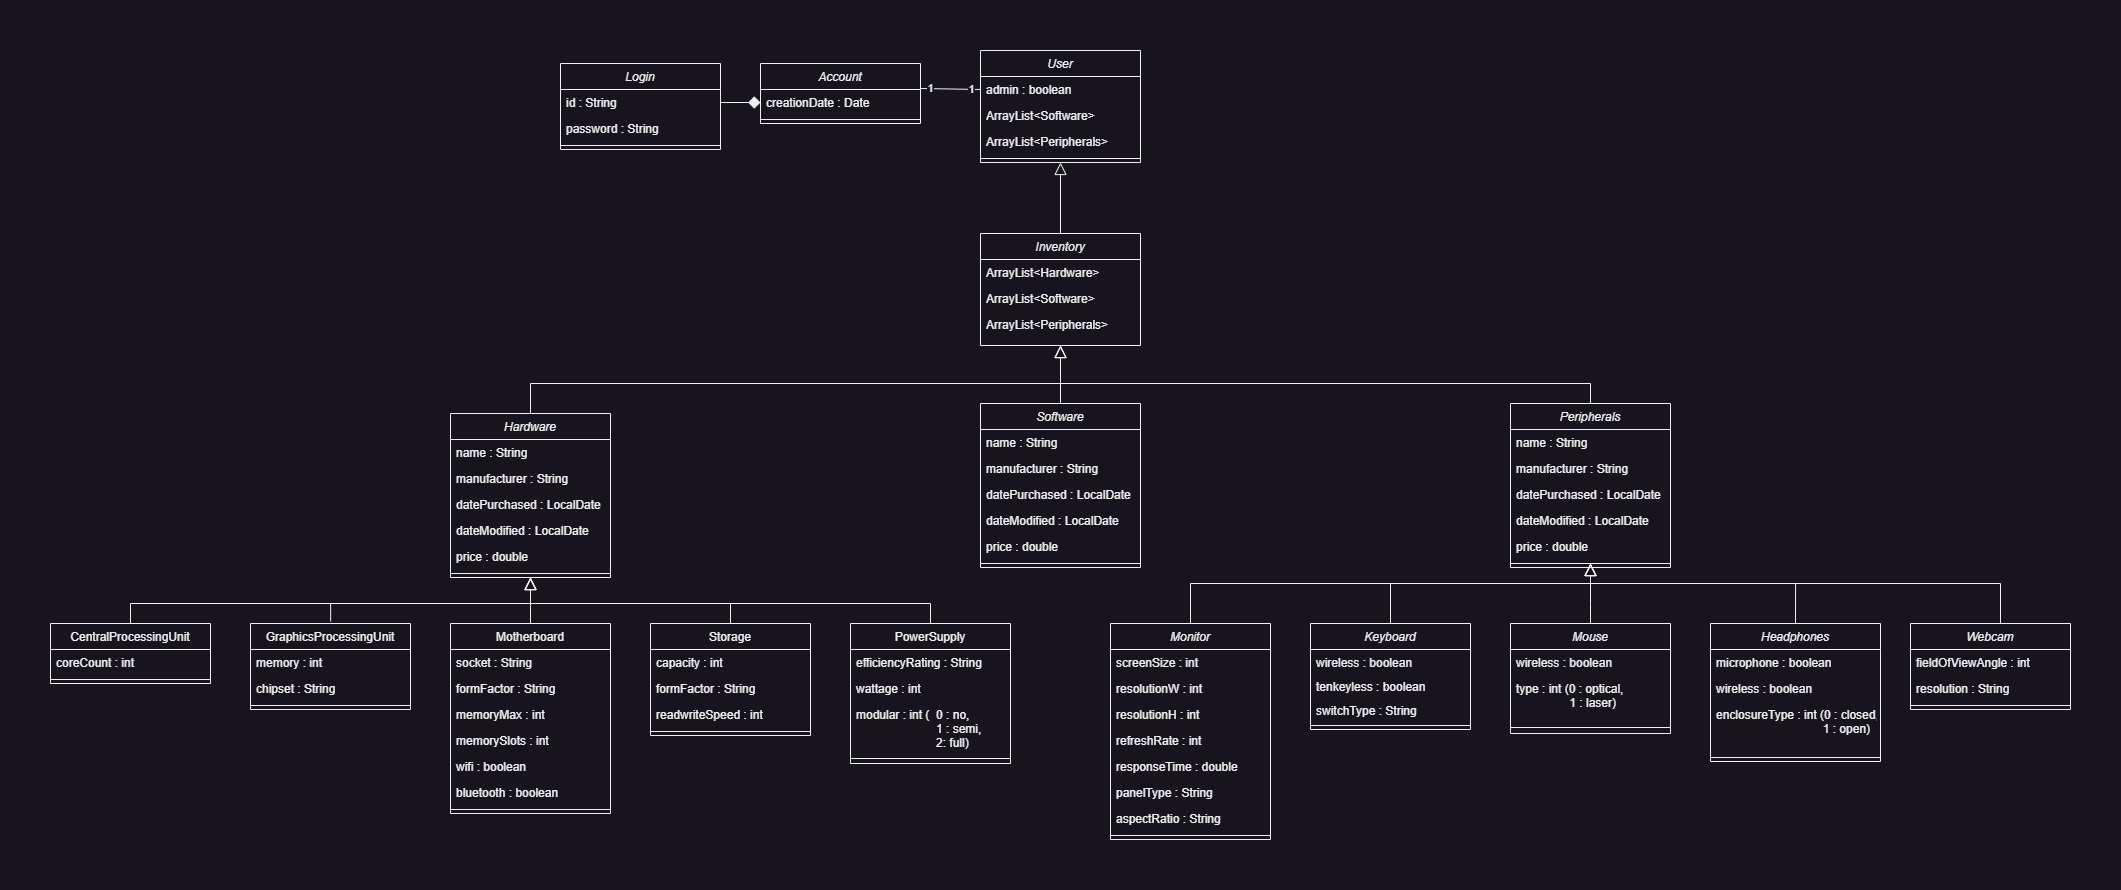 Login
id : String
password : String
Account
creationDate : Date
1
1
User
admin : boolean
ArrayList<Software>
ArrayList<Peripherals>
Inventory
ArrayList<Hardware>
ArrayList<Software>
ArrayList<Peripherals>
Hardware
name : String
manufacturer : String
datePurchased : LocalDate
dateModified : LocalDate
price : double
Software
name : String
manufacturer : String
datePurchased : LocalDate
dateModified : LocalDate
price : double
Peripherals
name : String
manufacturer : String
datePurchased : LocalDate
dateModified : LocalDate
price : double
CentralProcessingUnit
coreCount : int
GraphicsProcessingUnit
memory : int
chipset : String
Motherboard
socket : String
formFactor : String
memoryMax : int
memorySlots : int
wifi : boolean
bluetooth : boolean
Storage
capacity : int
formFactor : String
readwriteSpeed : int
PowerSupply
efficiencyRating : String
wattage : int
modular : int ( 0 : no,
1 : semi,
2: full)
Monitor
screenSize : int
resolutionW : int
resolutionH : int
refreshRate : int
responseTime : double
panelType : String
aspectRatio : String
Keyboard
wireless : boolean
tenkeyless : boolean
switchType : String
Mouse
wireless : boolean
type : int (0 : optical,
1 : laser)
Headphones
microphone : boolean
wireless : boolean
enclosureType : int (0 : closed,
1 : open)
Webcam
fieldOfViewAngle : int
resolution : String